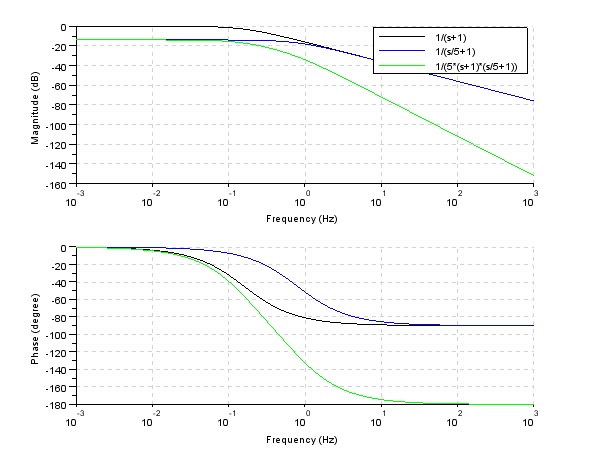 0
-20
-40
-60
-80
-100
-120
-140
-160
Magnitude (dB)
1/(s+1)
1/(s/5+1)
1/(5*(s+1)*(s/5+1))
10^-3 10^-2 10^-1 10^0 10^1 10^2 10^3
Frequency (Hz)
0
-20
-40
-60
-80
-100
-120
-140
-160
-180
Phase (degree)
10^-3 10^-2 10^-1 10^0 10^1 10^2 10^3
Frequency (Hz)